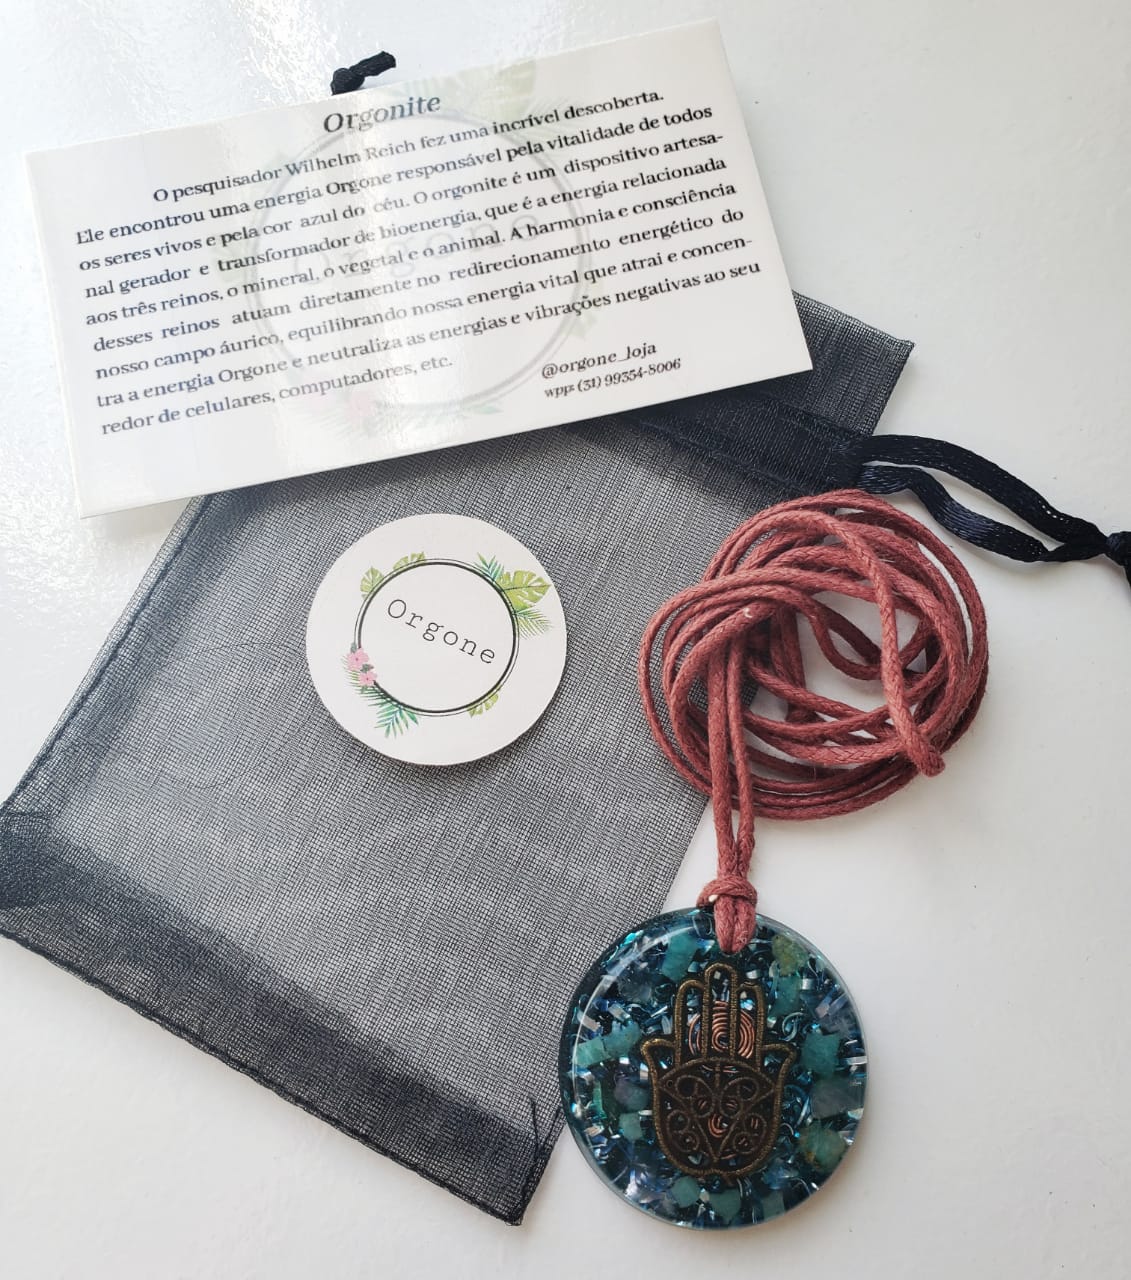 Orgonite
O pesquisador Wilhelm Reich fez uma incrível descoberta.
Ele encontrou uma energia Orgone responsável pela vitalidade de todos
os seres vivos e pela cor azul do céu. O orgonite é um dispositivo artesa-
nal gerador e transformador de bioenergia, que é a energia relacionada
aos três reinos, o mineral, o vegetal e o animal. A harmonia e consciência
desses reinos atuam diretamente no redirecionamento energético do
nosso campo áurico, equilibrando nossa energia vital que atrai e concen-
tra a energia Orgone e neutraliza as energias e vibrações negativas ao seu
redor de celulares, computadores, etc.
@orgone_loja
wpp: (31) 99354-8006
Orgone
Orgone